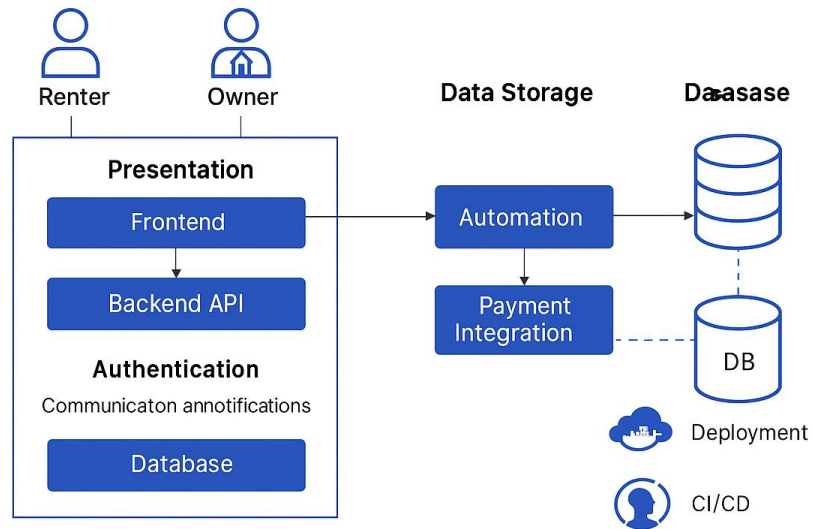 Renter
Owner
Data Storage
Presentation
Frontend
Automation
Backend API
Payment
Integration
Authentication
Communicaton annotifications
DB
Database
Deployment
CI/CD